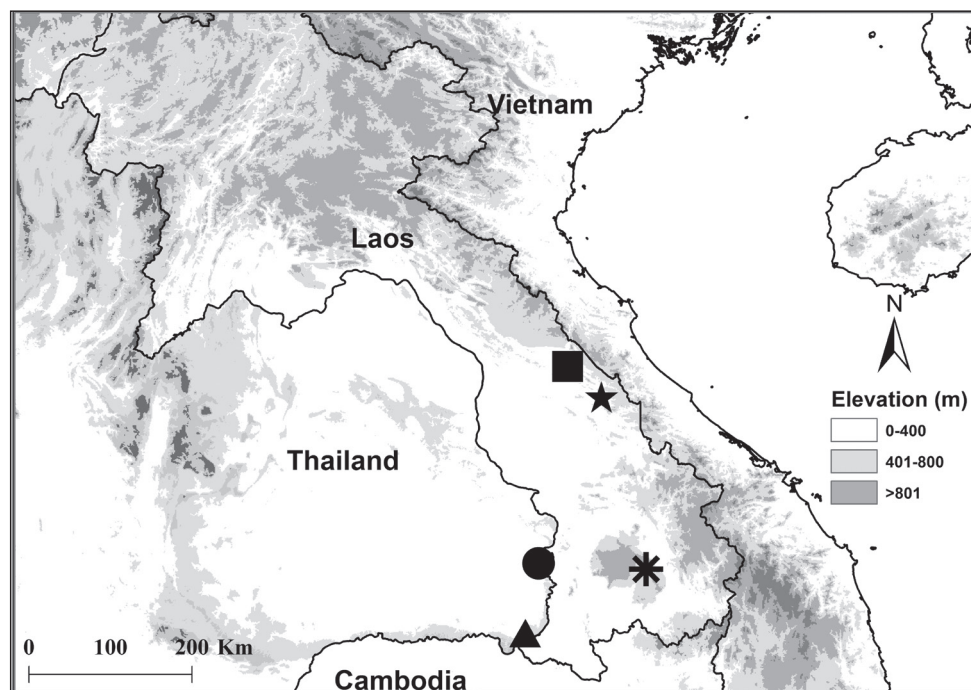 Vietnam
Laos
N
Elevation (m)
0-400
401-800
>801
Thailand
0 100 200 Km
Cambodia